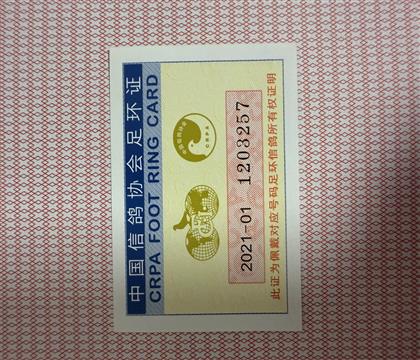 中国信鸽协会足环证
CRPA FOOT RING CARD
CRPA
2021-01 1203257
此证为佩戴对应号码足环信鸽所有权证明